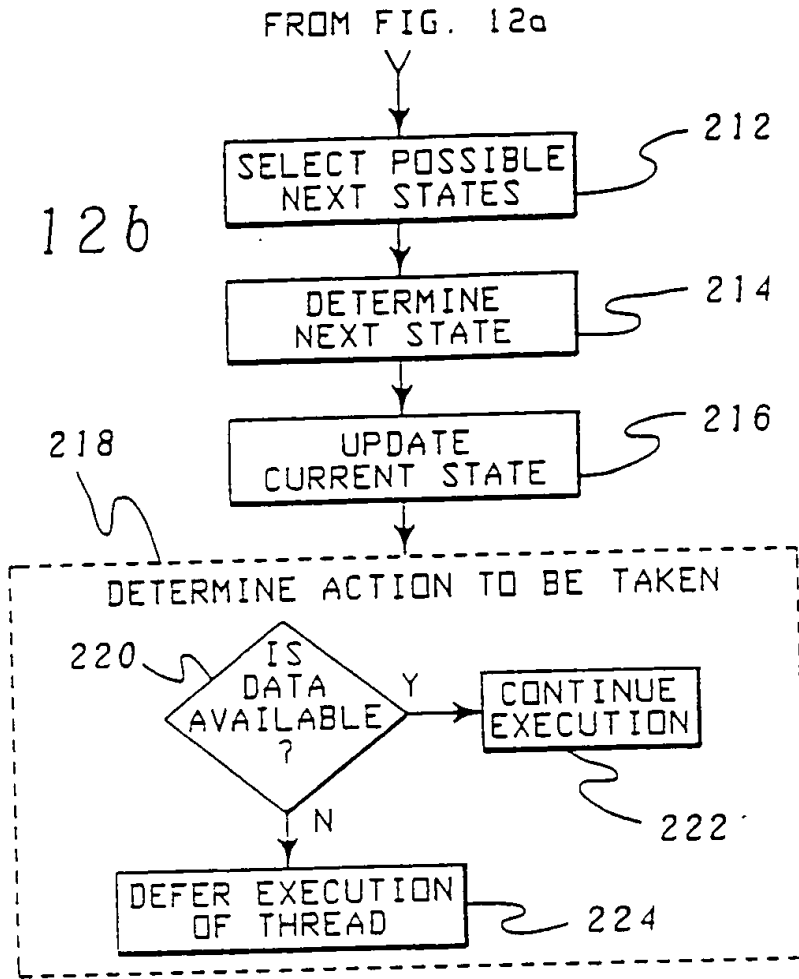 FROM FIG. 12a
212
SELECT POSSIBLE
NEXT STATES
12b
214
DETERMINE
NEXT STATE
216
UPDATE
CURRENT STATE
218
DETERMINE ACTION TO BE TAKEN
220
IS
DATA
AVAILABLE
?
Y
CONTINUE
EXECUTION
222
N
DEFER EXECUTION
OF THREAD
224